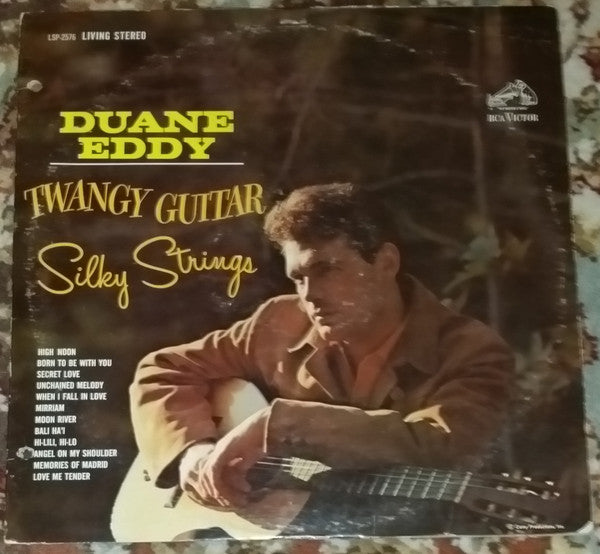 LSP-2576 LIVING STEREO
RCA VICTOR
DUANE
EDDY
TWANGY GUITAR
Silky Strings
HIGH NOON
BORN TO BE WITH YOU
SECRET LOVE
UNCHAINED MELODY
WHEN I FALL IN LOVE
MIRRIAM
MOON RIVER
BALI HA'I
HI-LILI, HI-LO
ANGEL ON MY SHOULDER
MEMORIES OF MADRID
LOVE ME TENDER